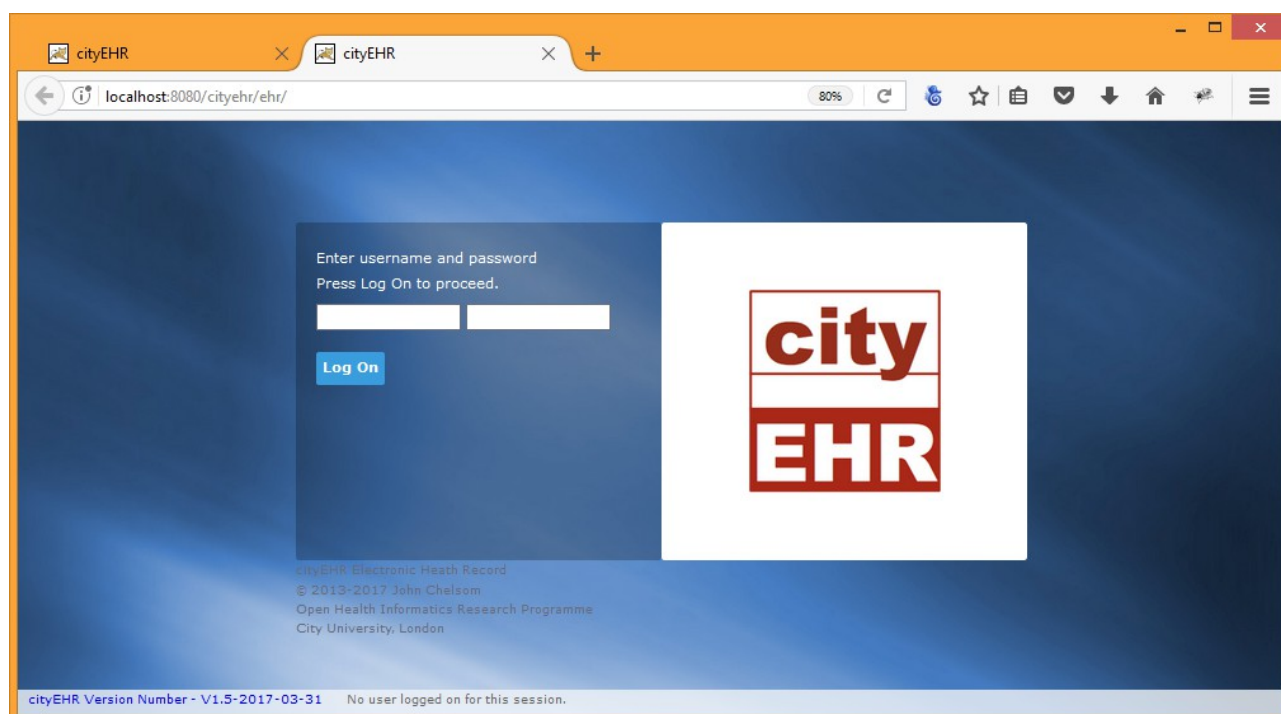 cityEHR
cityEHR
localhost:8080/cityehr/ehr/
80%
Enter username and password
Press Log On to proceed.
Log On
city
EHR
cityEHR Electronic Heath Record
© 2013-2017 John Chelsom
Open Health Informatics Research Programme
City University, London
cityEHR Version Number - V1.5-2017-03-31 No user logged on for this session.